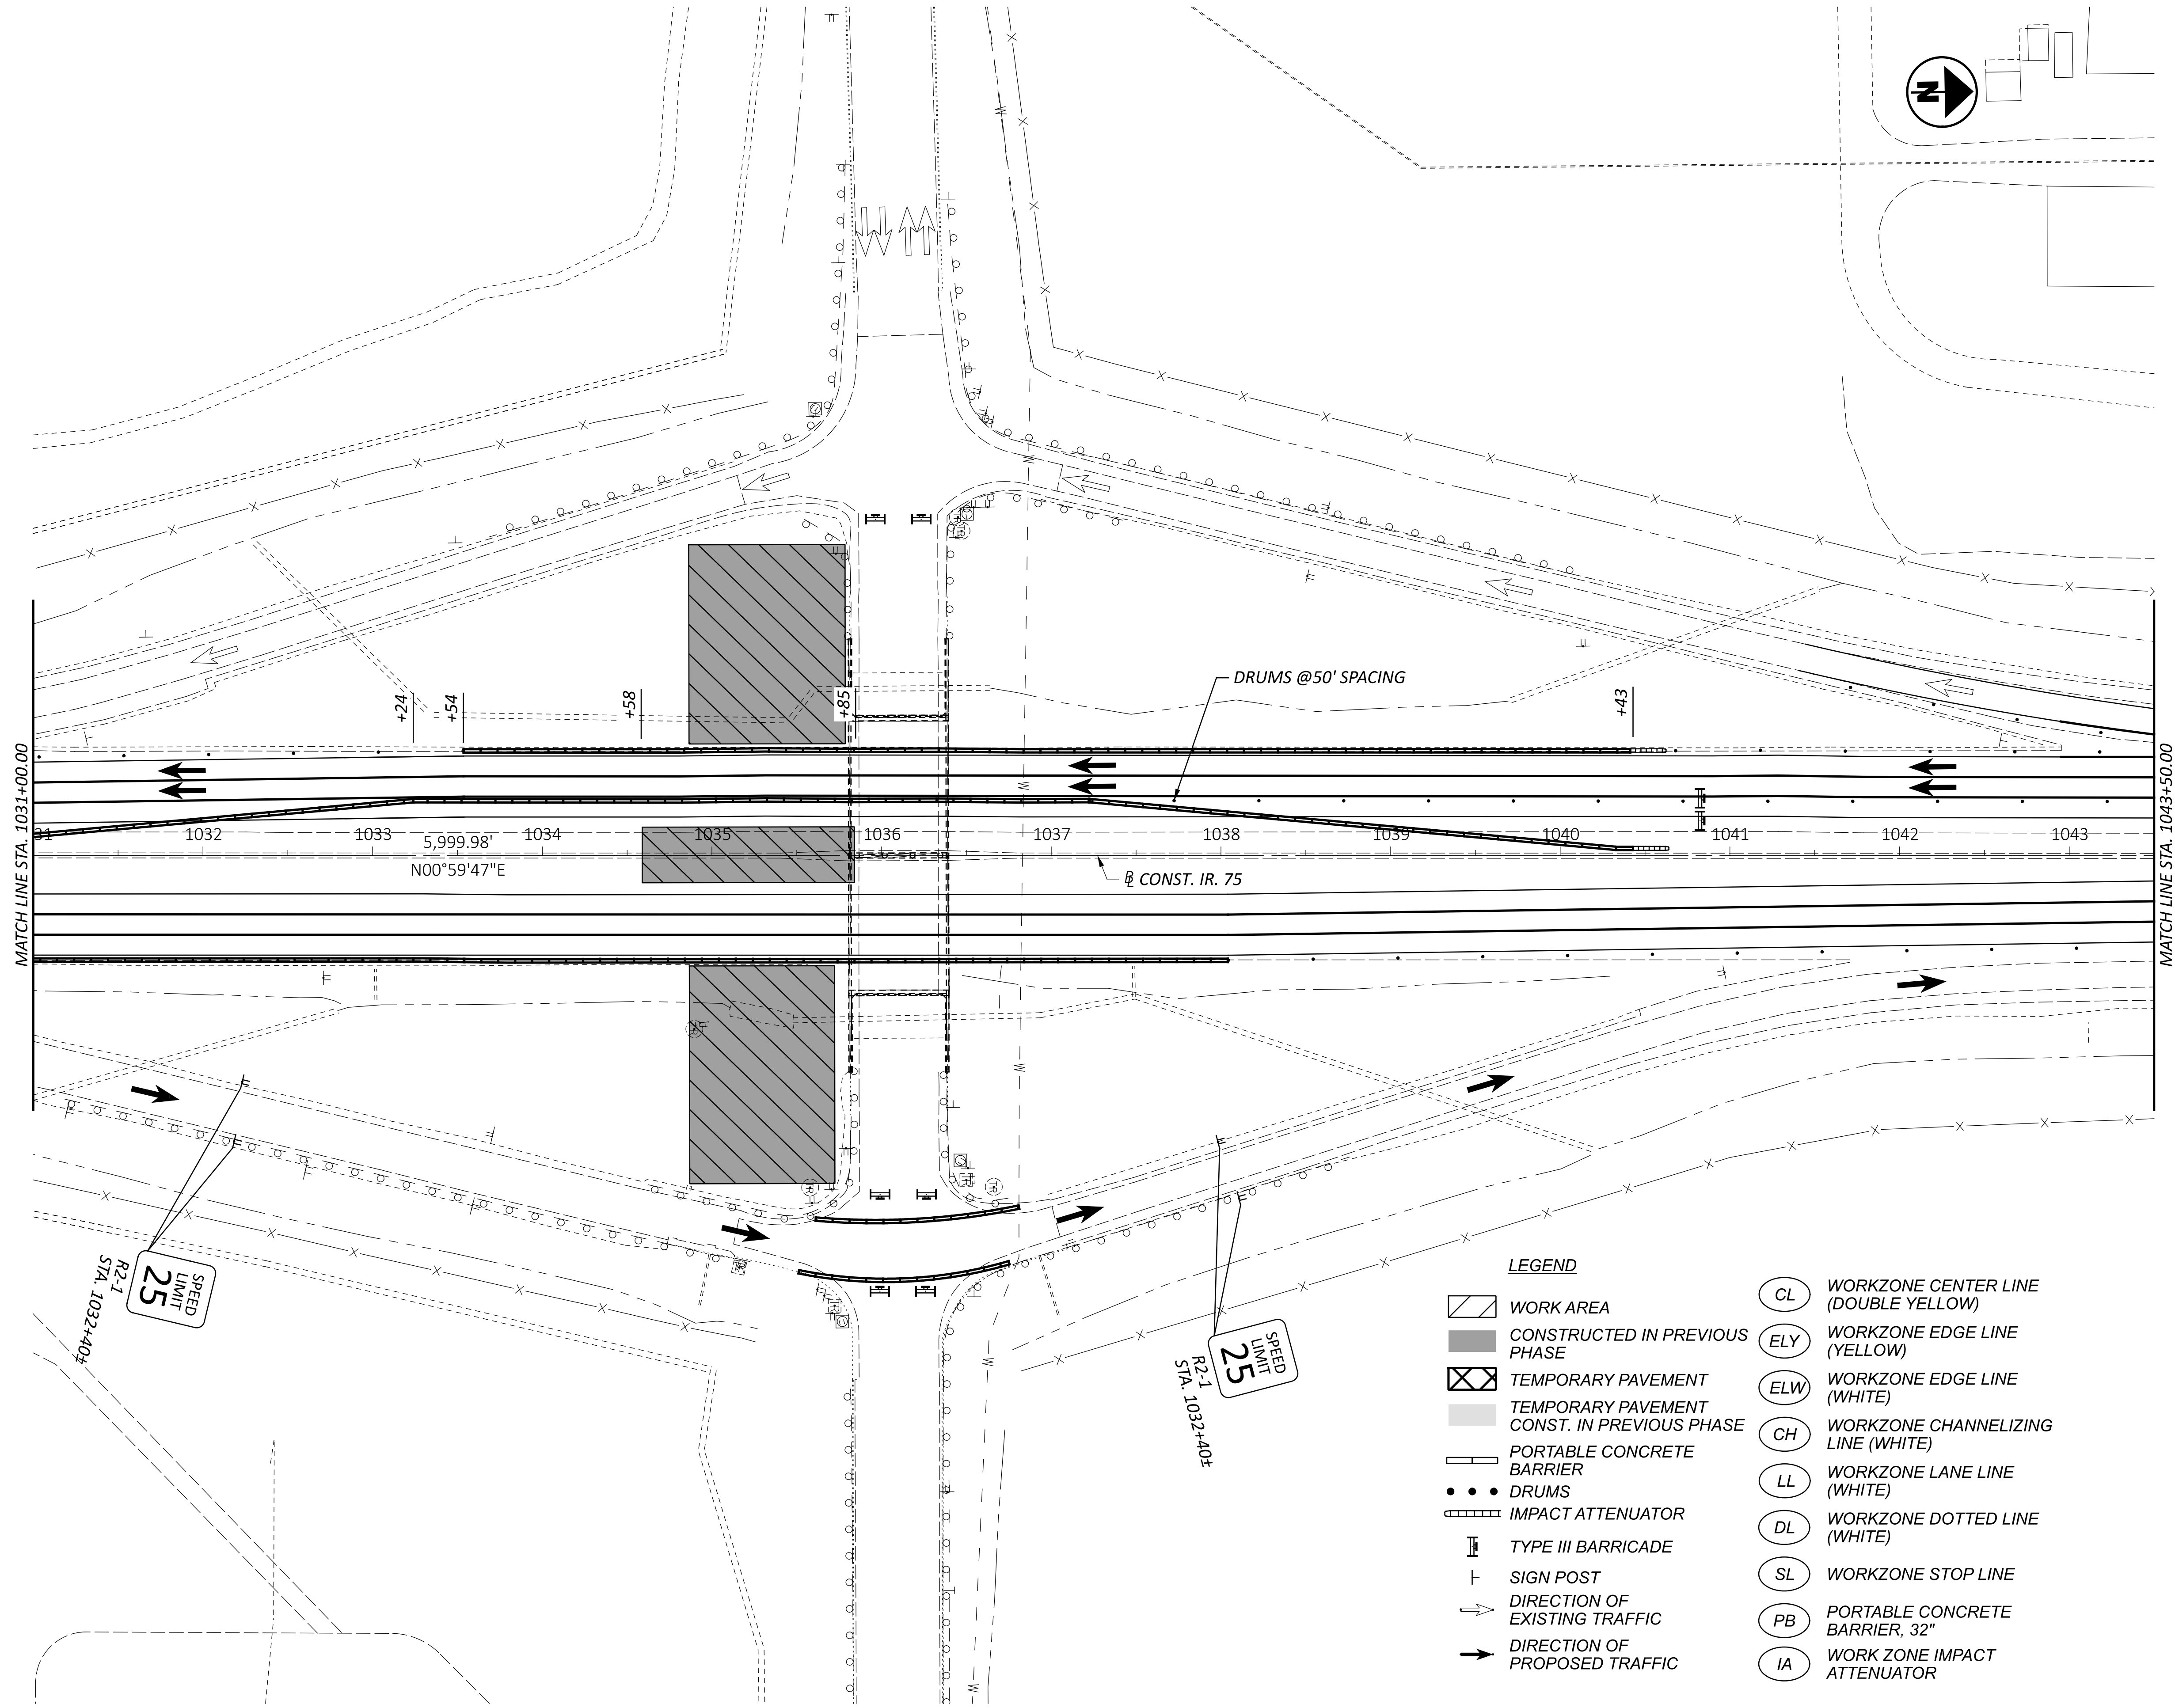 N
DRUMS @50' SPACING
+24
+54
+58
+85
+43
MATCH LINE STA. 1031+00.00
MATCH LINE STA. 1043+50.00
31
1032
1033
1034
1035
1036
1037
1038
1039
1040
1041
1042
1043
5,999.98'
N00°59'47"E
W
W
W
W
W
W
W
W
℄ CONST. IR. 75
SPEED
LIMIT
25
R2-1
STA. 1032+40±
SPEED
LIMIT
25
R2-1
STA. 1032+40±
LEGEND
WORK AREA
CONSTRUCTED IN PREVIOUS
PHASE
TEMPORARY PAVEMENT
TEMPORARY PAVEMENT
CONST. IN PREVIOUS PHASE
PORTABLE CONCRETE
BARRIER
DRUMS
IMPACT ATTENUATOR
TYPE III BARRICADE
SIGN POST
DIRECTION OF
EXISTING TRAFFIC
DIRECTION OF
PROPOSED TRAFFIC
CL WORKZONE CENTER LINE
(DOUBLE YELLOW)
ELY WORKZONE EDGE LINE
(YELLOW)
ELW WORKZONE EDGE LINE
(WHITE)
CH WORKZONE CHANNELIZING
LINE (WHITE)
LL WORKZONE LANE LINE
(WHITE)
DL WORKZONE DOTTED LINE
(WHITE)
SL WORKZONE STOP LINE
PB PORTABLE CONCRETE
BARRIER, 32"
IA WORK ZONE IMPACT
ATTENUATOR